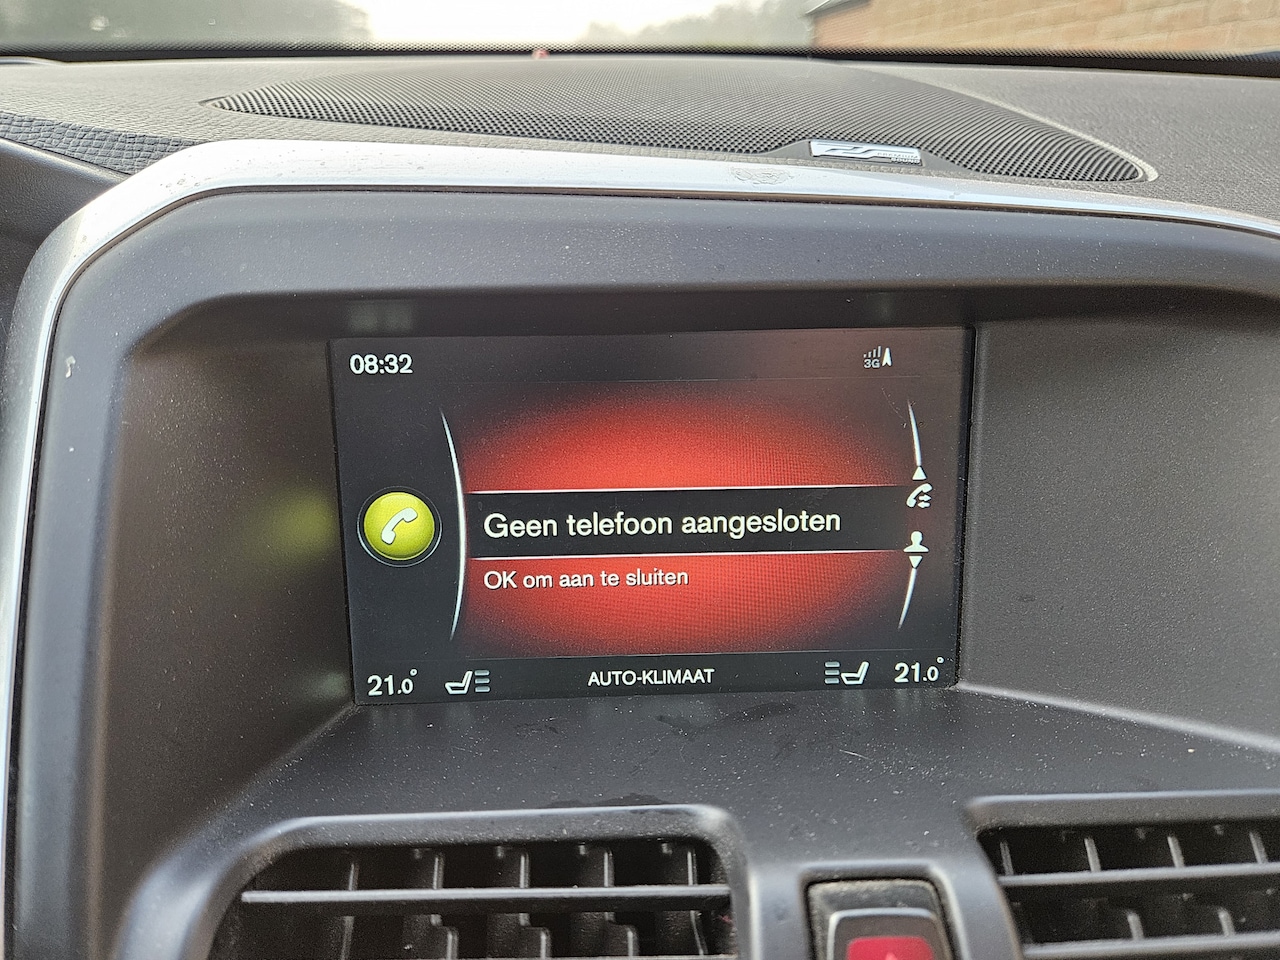 08:32
3G
Geen telefoon aangesloten
OK om aan te sluiten
21.0°
AUTO-KLIMAAT
21.0°